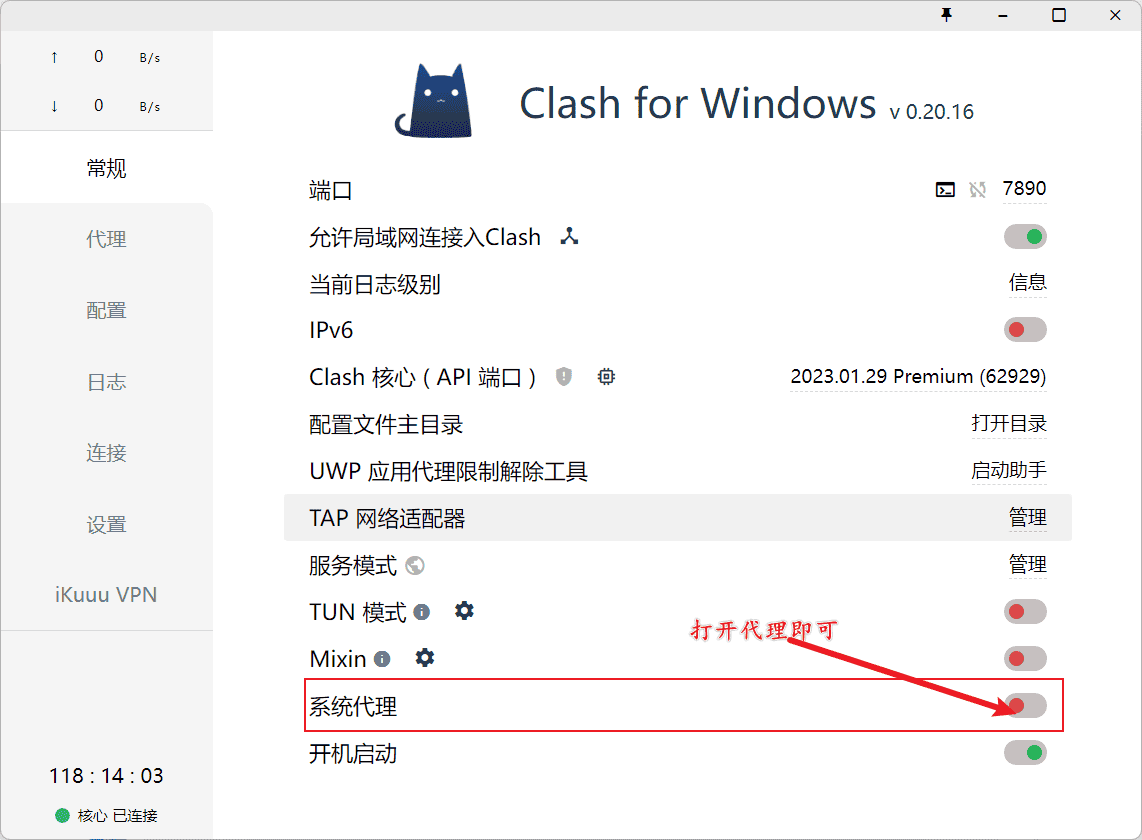 ↑ 0 B/s
↓ 0 B/s
常规
代理
配置
日志
连接
设置
iKuuu VPN
118 : 14 : 03
核心 已连接
Clash for Windows v 0.20.16
端口 7890
允许局域网连接入Clash
当前日志级别 信息
IPv6
Clash 核心 ( API 端口 ) 2023.01.29 Premium (62929)
配置文件主目录 打开目录
UWP 应用代理限制解除工具 启动助手
TAP 网络适配器 管理
服务模式 管理
TUN 模式
打开代理即可
Mixin
系统代理
开机启动